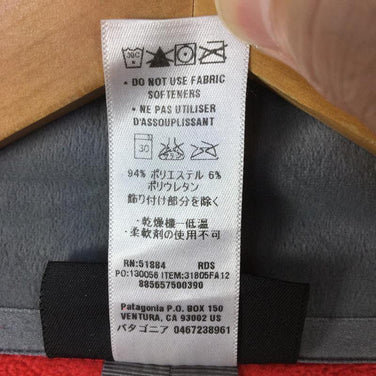 30C
• DO NOT USE FABRIC
SOFTENERS
• NE PAS UTILISER
D'ASSOUPLISSANT
30
94% ポリエステル 6%
ポリウレタン
飾り付け部分を除く
・乾燥機一低温
・柔軟剤の使用不可
RN:51884 RDS
PO:130056 ITEM:31805FA12
885657500390
Patagonia P.O. BOX 150
VENTURA, CA 93002 US
パタゴニア 0467238961